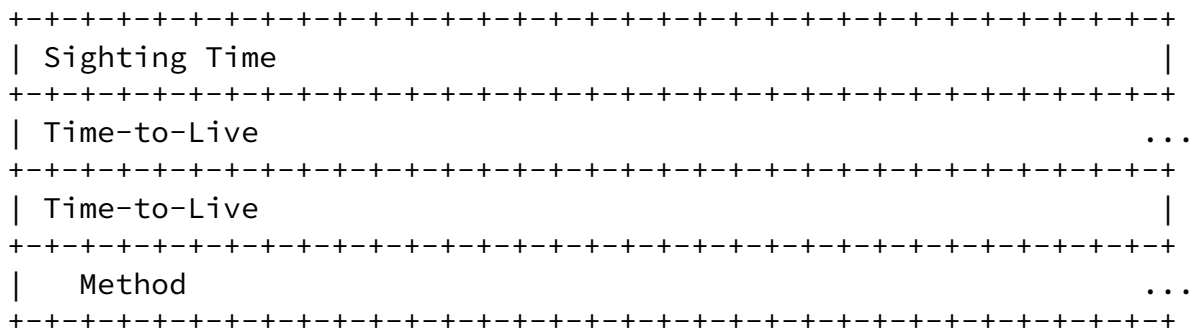 +-+-+-+-+-+-+-+-+-+-+-+-+-+-+-+-+-+-+-+-+-+-+-+-+-+-+-+-+-+-+-+-+
| Sighting Time                                                 |
+-+-+-+-+-+-+-+-+-+-+-+-+-+-+-+-+-+-+-+-+-+-+-+-+-+-+-+-+-+-+-+-+
| Time-to-Live                                                 ...
+-+-+-+-+-+-+-+-+-+-+-+-+-+-+-+-+-+-+-+-+-+-+-+-+-+-+-+-+-+-+-+-+
| Time-to-Live                                                  |
+-+-+-+-+-+-+-+-+-+-+-+-+-+-+-+-+-+-+-+-+-+-+-+-+-+-+-+-+-+-+-+-+
|   Method                                                     ...
+-+-+-+-+-+-+-+-+-+-+-+-+-+-+-+-+-+-+-+-+-+-+-+-+-+-+-+-+-+-+-+-+